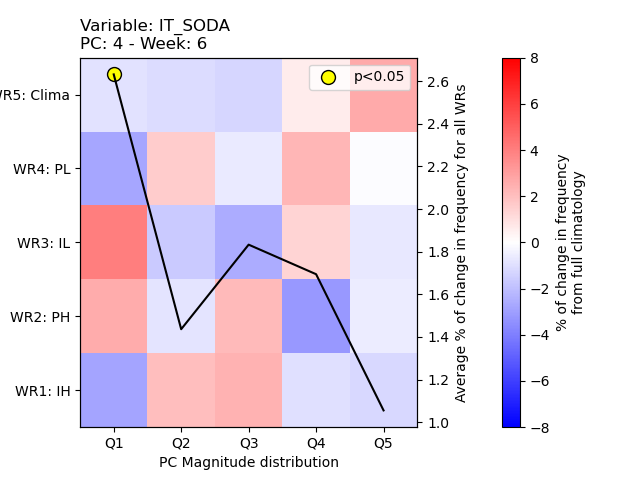 Variable: IT_SODA
PC: 4 - Week: 6
p<0.05
WR5: Clima
WR4: PL
WR3: IL
WR2: PH
WR1: IH
Q1 Q2 Q3 Q4 Q5
PC Magnitude distribution
2.6
2.4
2.2
2.0
1.8
1.6
1.4
1.2
1.0
Average % of change in frequency for all WRs
8
6
4
2
0
−2
−4
−6
−8
% of change in frequency
from full climatology